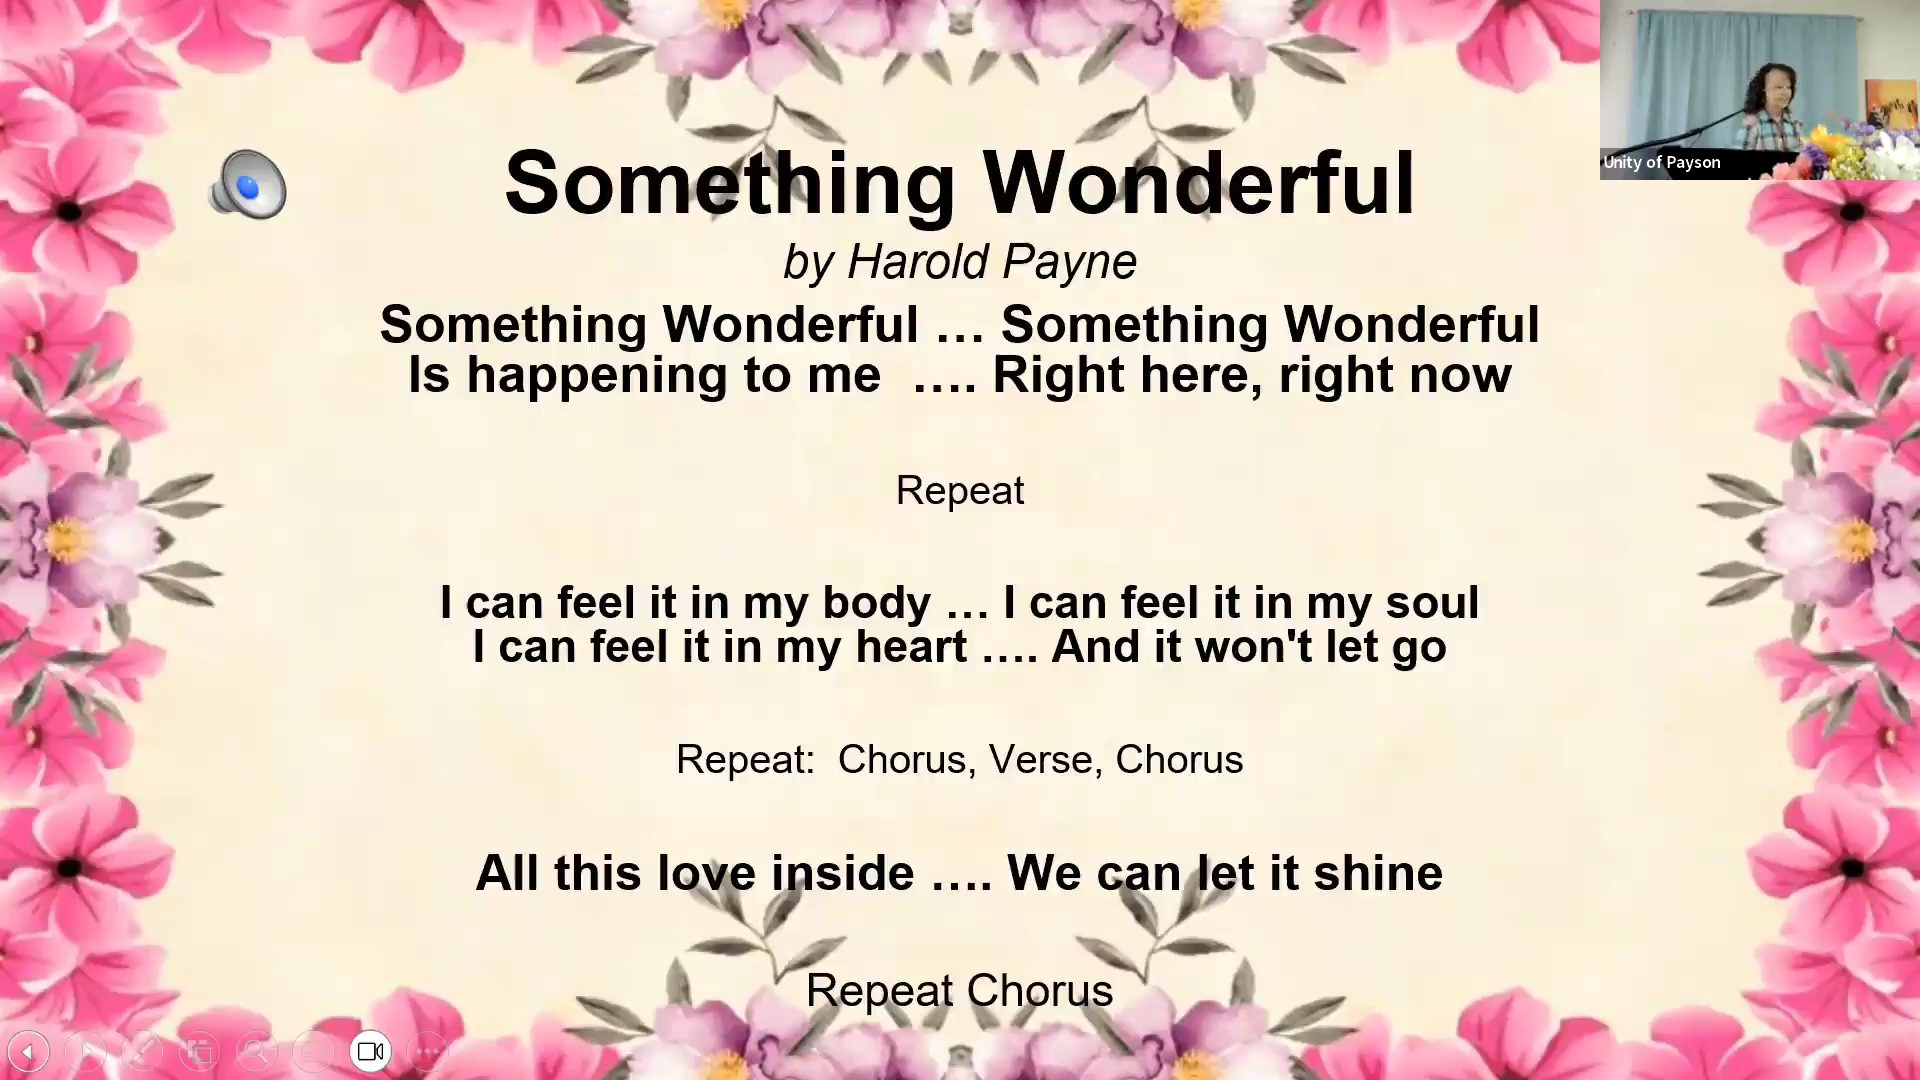 Something Wonderful
by Harold Payne
Something Wonderful … Something Wonderful
Is happening to me  …. Right here, right now
Repeat
I can feel it in my body … I can feel it in my soul
I can feel it in my heart …. And it won't let go
Repeat:  Chorus, Verse, Chorus
All this love inside …. We can let it shine
Repeat Chorus
Unity of Payson